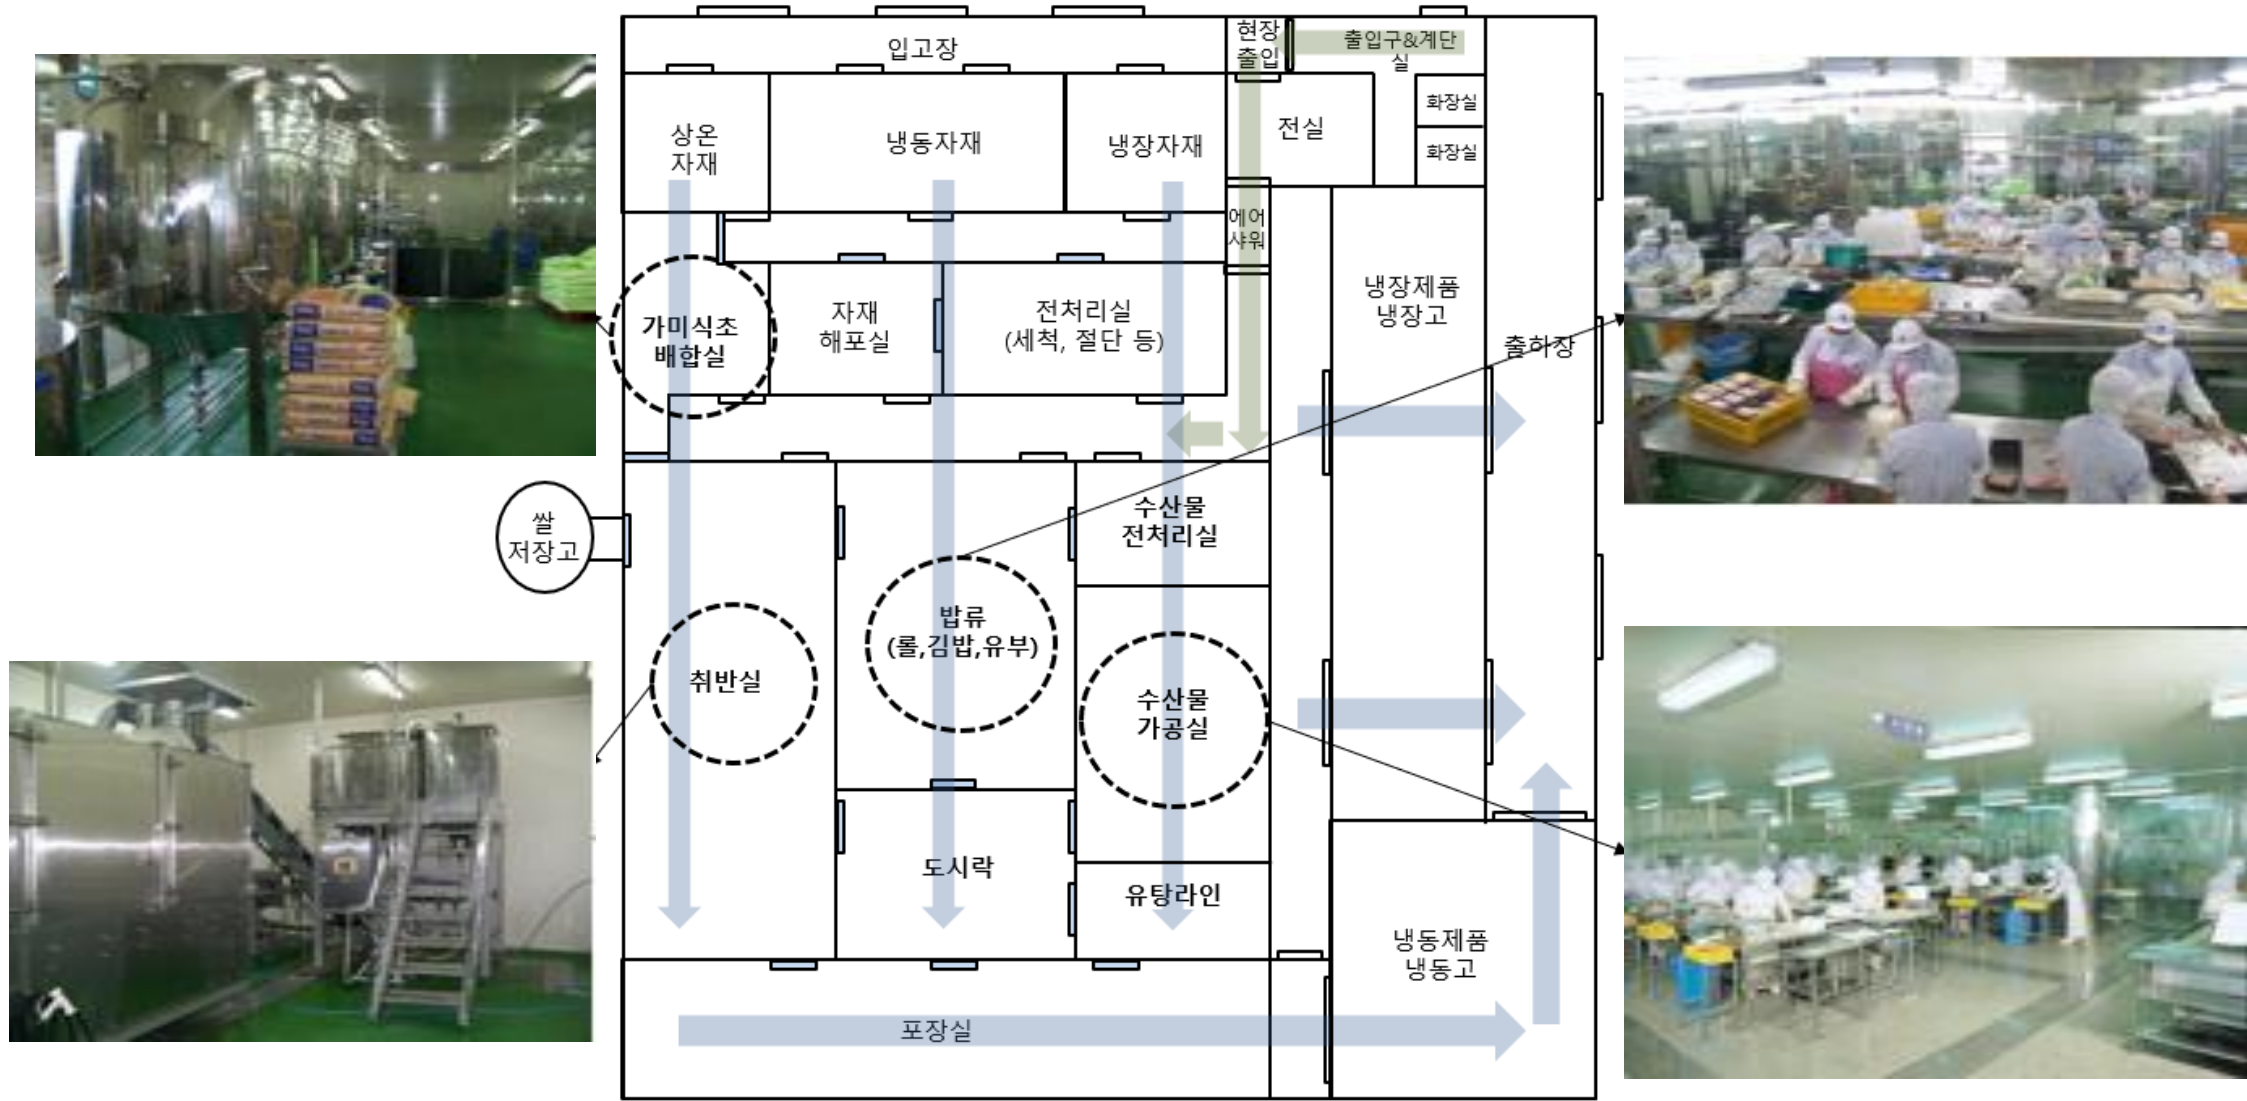 입고장
현장
출입
출입구&계단
실
상온
자재
냉동자재
냉장자재
전실
화장실
화장실
에어
샤워
가미식초
배합실
자재
해포실
전처리실
(세척, 절단 등)
냉장제품
냉장고
출하장
쌀
저장고
수산물
전처리실
밥류
(롤,김밥,유부)
취반실
수산물
가공실
도시락
유탕라인
냉동제품
냉동고
포장실